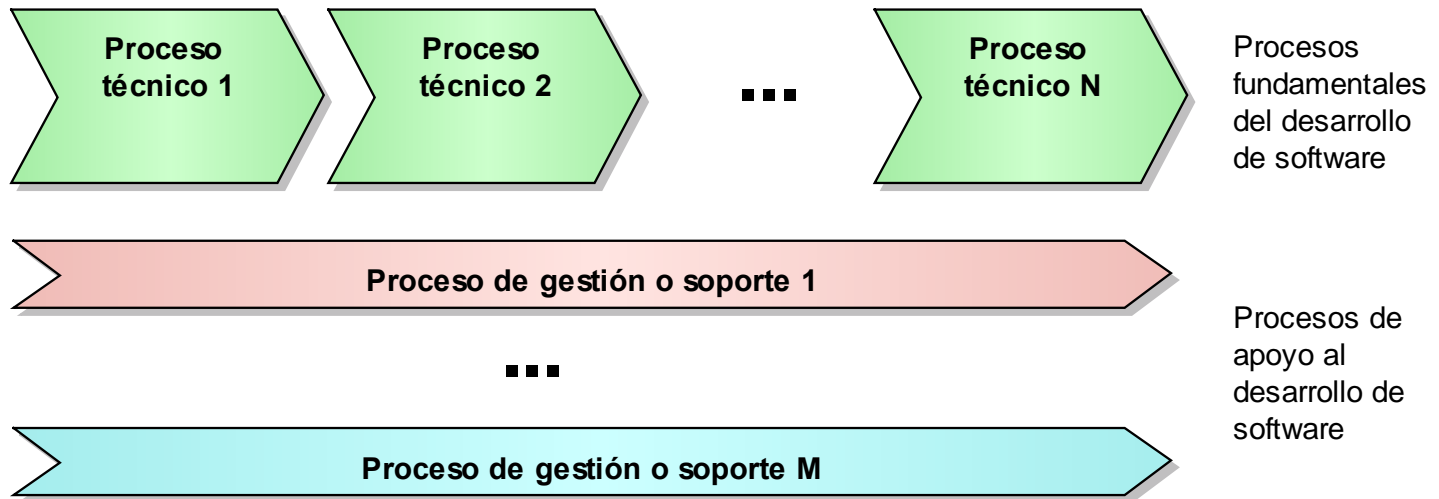 Proceso
técnico 1
Proceso
técnico 2
...
Proceso
técnico N
Procesos
fundamentales
del desarrollo
de software
Proceso de gestión o soporte 1
...
Proceso de gestión o soporte M
Procesos de
apoyo al
desarrollo de
software